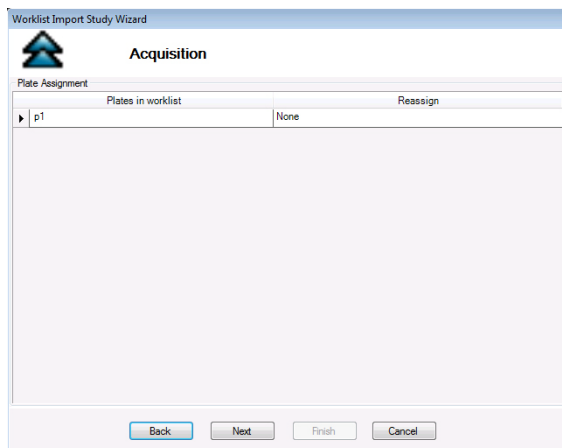 Worklist Import Study Wizard
Acquisition
Plate Assignment
Plates in worklist Reassign
p1 None
Back Next Finish Cancel